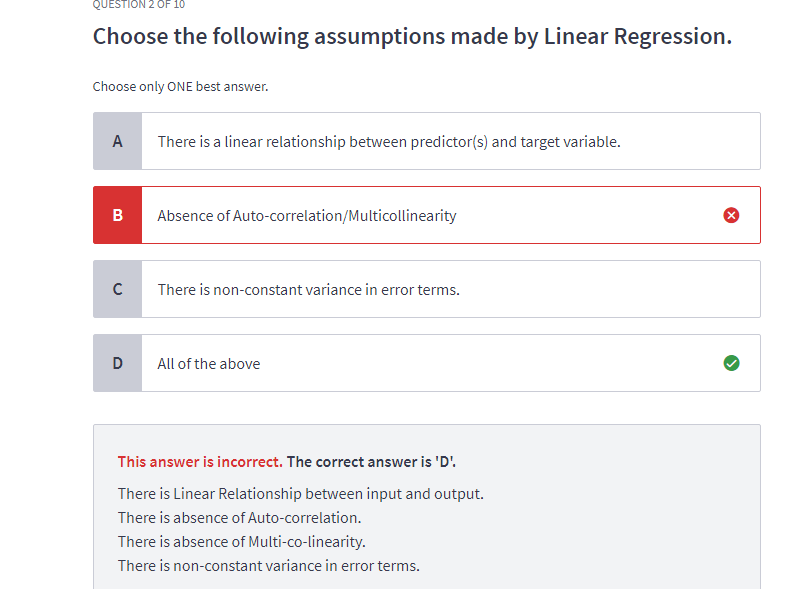 QUESTION 2 OF 10
Choose the following assumptions made by Linear Regression.
Choose only ONE best answer.
A There is a linear relationship between predictor(s) and target variable.
B Absence of Auto-correlation/Multicollinearity
C There is non-constant variance in error terms.
D All of the above
This answer is incorrect. The correct answer is 'D'.
There is Linear Relationship between input and output.
There is absence of Auto-correlation.
There is absence of Multi-co-linearity.
There is non-constant variance in error terms.